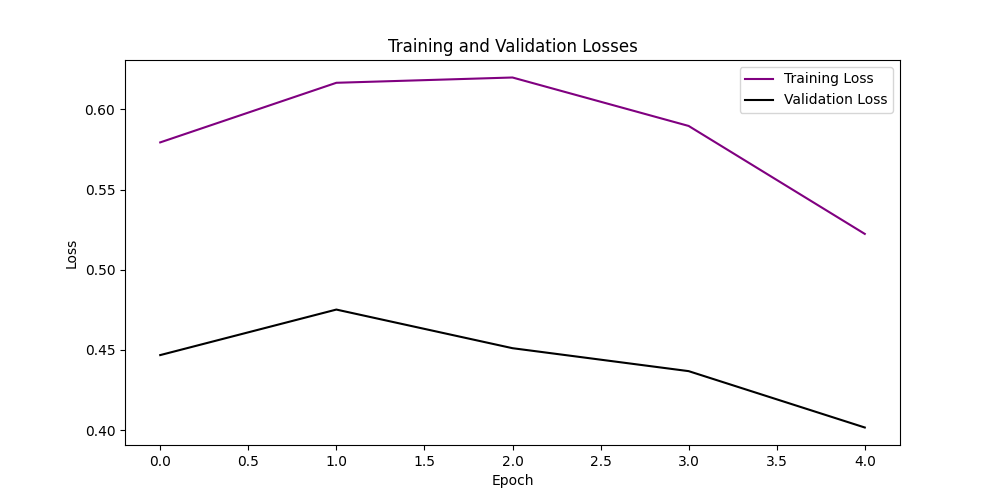 Training and Validation Losses
Training Loss
Validation Loss
Loss
0.60
0.55
0.50
0.45
0.40
0.0 0.5 1.0 1.5 2.0 2.5 3.0 3.5 4.0
Epoch